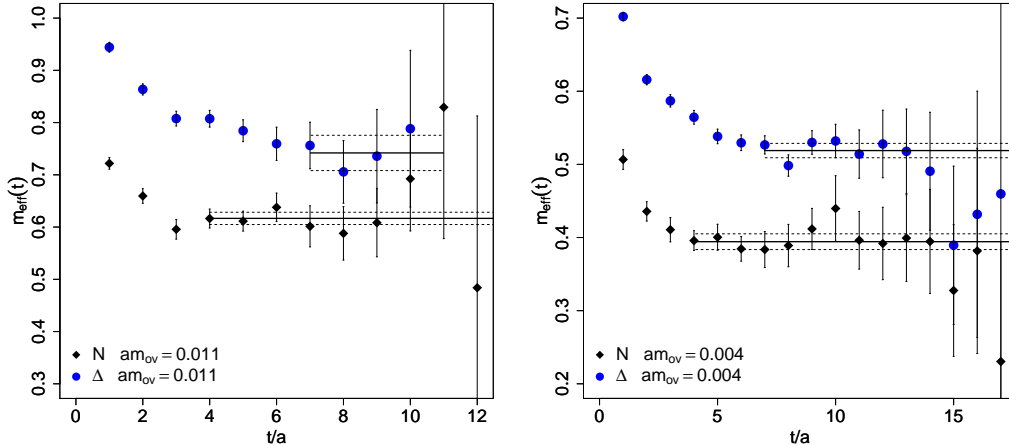 1.0
0.9
0.8
0.7
0.6
0.5
0.4
0.3
m_eff(t)
N am_ov = 0.011
Δ am_ov = 0.011
0 2 4 6 8 10 12
t/a
0.7
0.6
0.5
0.4
0.3
0.2
m_eff(t)
N am_ov = 0.004
Δ am_ov = 0.004
0 5 10 15
t/a